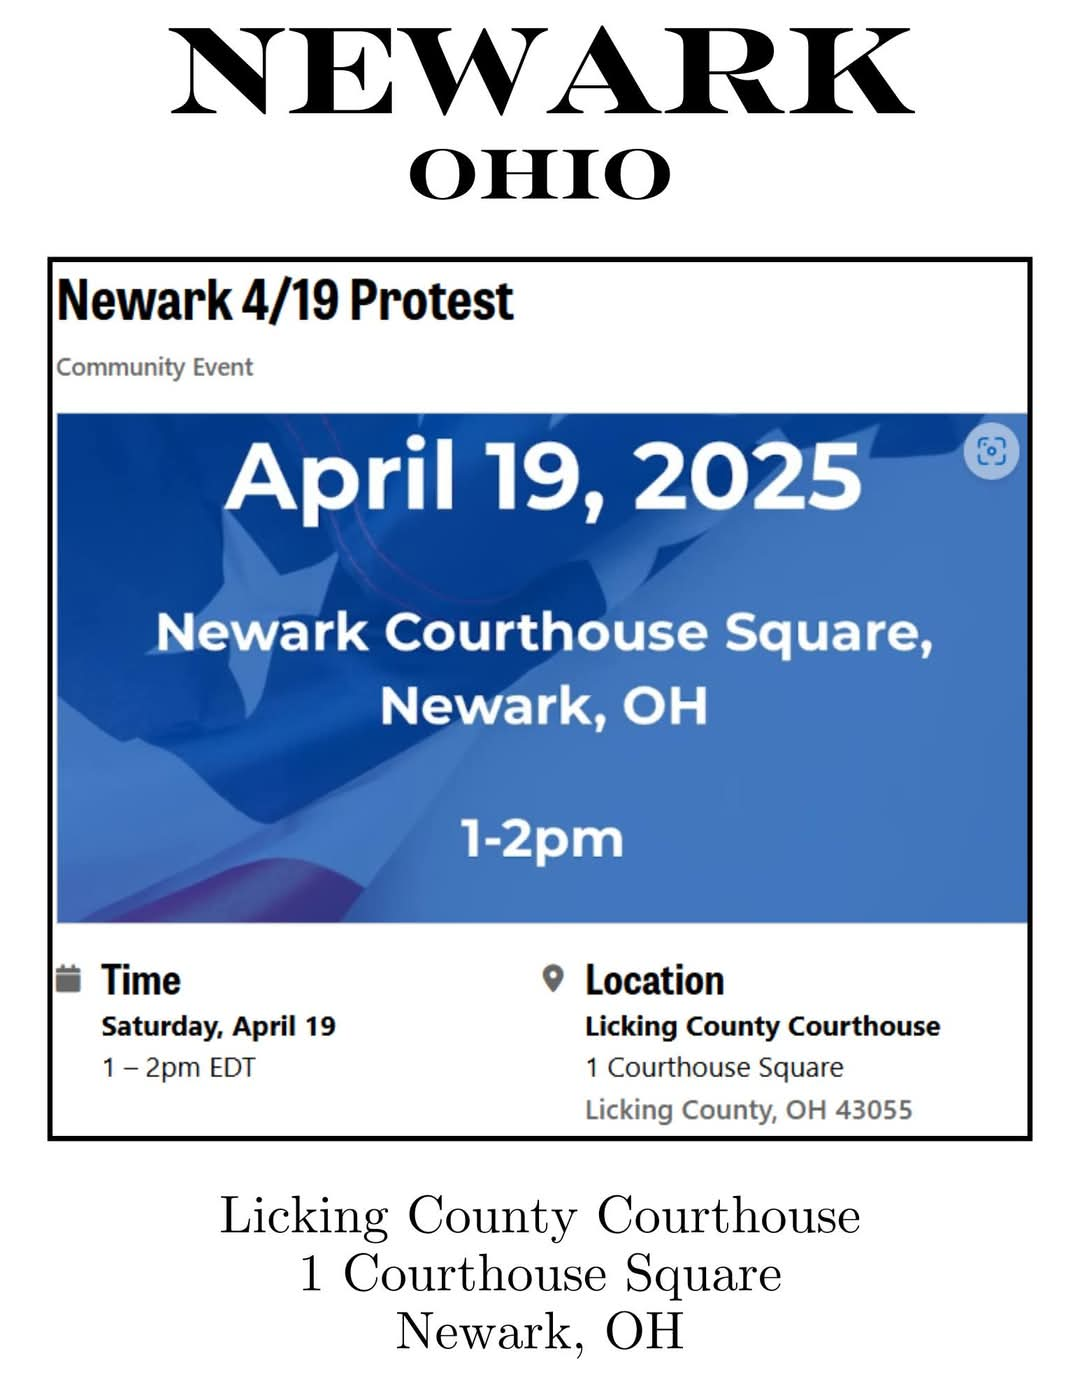 NEWARK
OHIO
Newark 4/19 Protest
Community Event
April 19, 2025
Newark Courthouse Square,
Newark, OH
1-2pm
Time
Saturday, April 19
1 – 2pm EDT
Location
Licking County Courthouse
1 Courthouse Square
Licking County, OH 43055
Licking County Courthouse
1 Courthouse Square
Newark, OH